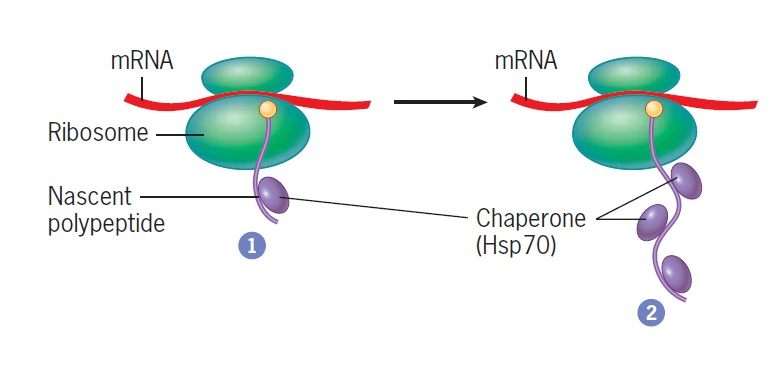 mRNA
mRNA
Ribosome
Nascent
polypeptide
Chaperone
(Hsp70)
1
2